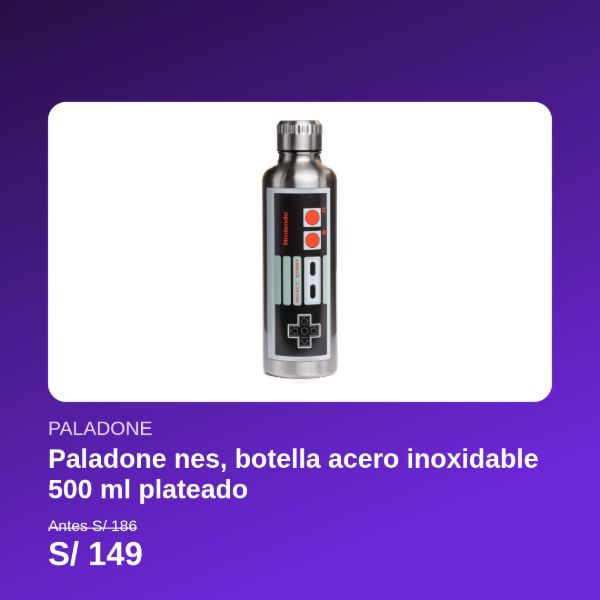 Nintendo
A
B
SELECT START
PALADONE
Paladone nes, botella acero inoxidable
500 ml plateado
Antes S/ 186
S/ 149